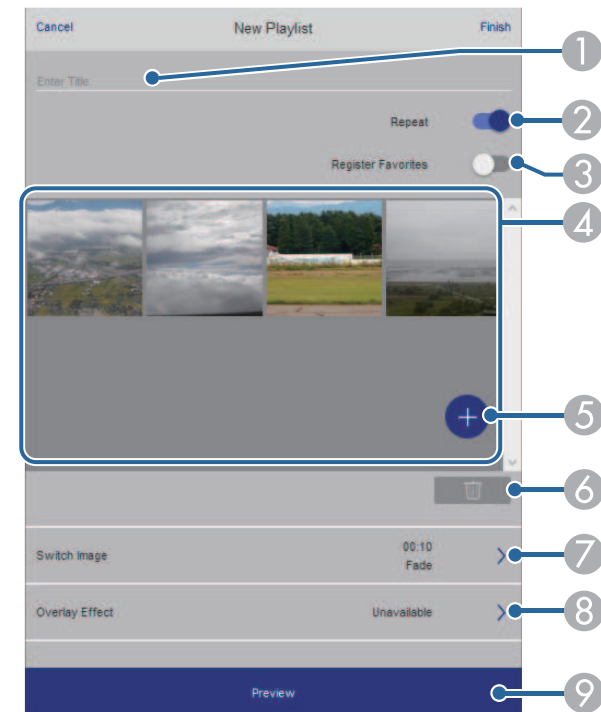 Cancel New Playlist Finish
Enter Title
1
Repeat
2
Register Favorites
3
4
5
6
Switch Image 00:10
Fade
7
Overlay Effect Unavailable
8
Preview
9